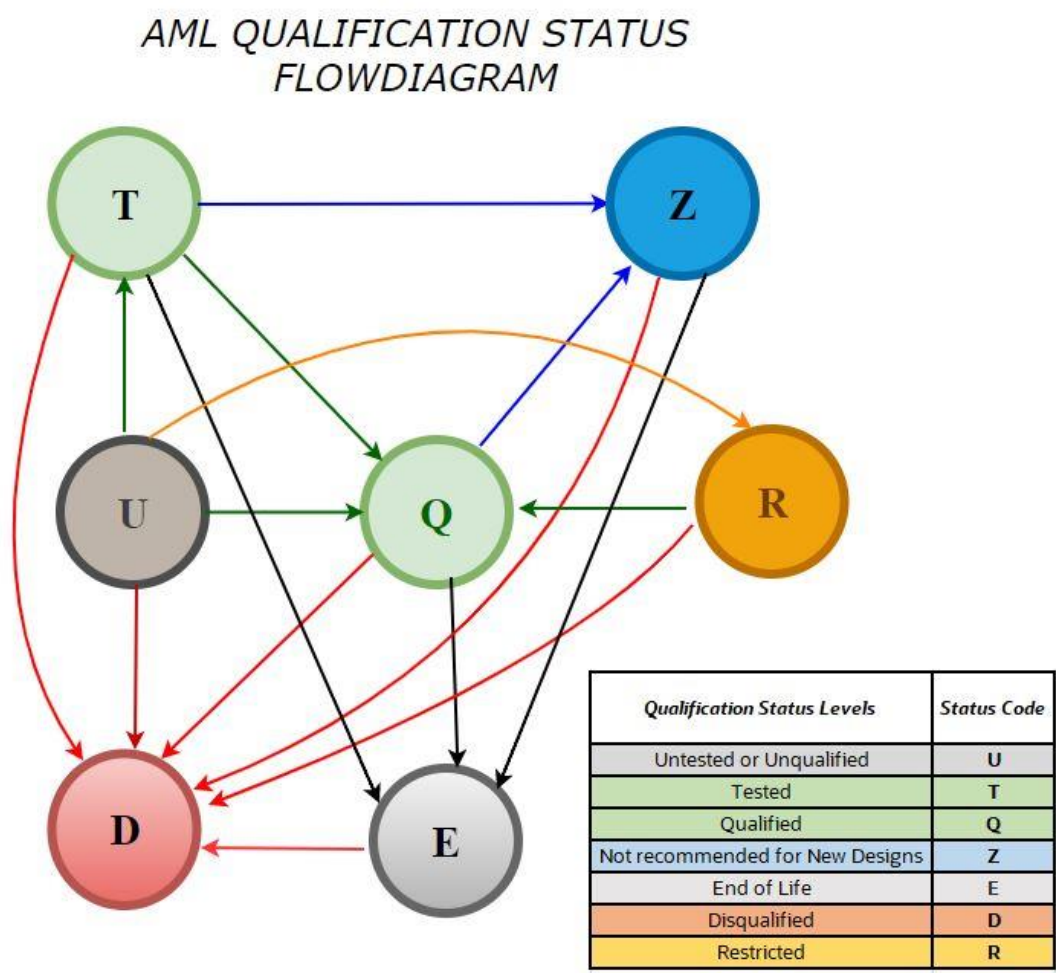 AML QUALIFICATION STATUS
FLOWDIAGRAM
T
Z
U
Q
R
D
E
Qualification Status Levels Status Code
Untested or Unqualified U
Tested T
Qualified Q
Not recommended for New Designs Z
End of Life E
Disqualified D
Restricted R